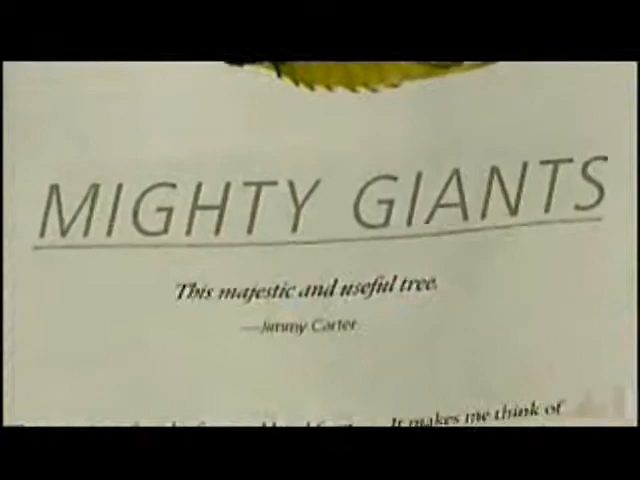 MIGHTY GIANTS
This majestic and useful tree.
—Jimmy Carter
It makes me think of